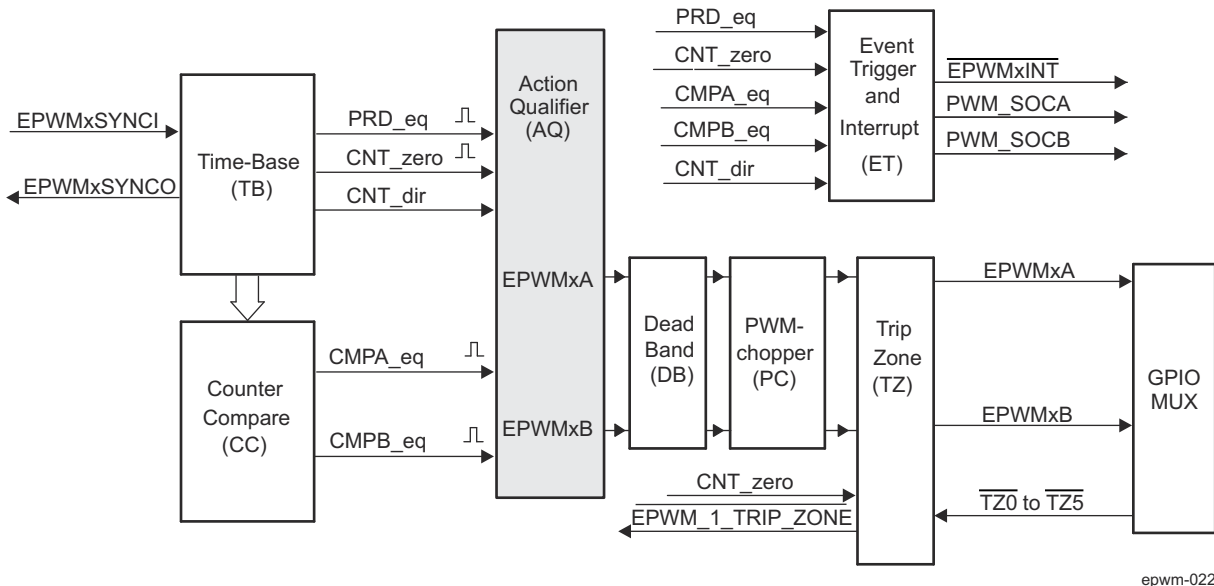 EPWMxSYNCI
EPWMxSYNCO
Time-Base
(TB)
PRD_eq
CNT_zero
CNT_dir
Counter
Compare
(CC)
CMPA_eq
CMPB_eq
Action
Qualifier
(AQ)
EPWMxA
EPWMxB
Dead
Band
(DB)
PWM-
chopper
(PC)
CNT_zero
EPWM_1_TRIP_ZONE
Trip
Zone
(TZ)
EPWMxA
EPWMxB
TZ0 to TZ5
GPIO
MUX
PRD_eq
CNT_zero
CMPA_eq
CMPB_eq
CNT_dir
Event
Trigger
and
Interrupt
(ET)
EPWMxINT
PWM_SOCA
PWM_SOCB
epwm-022